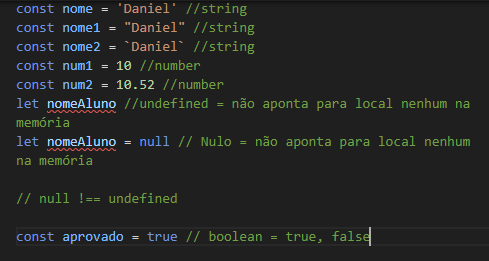 const nome = 'Daniel' //string
const nome1 = "Daniel" //string
const nome2 = `Daniel` //string
const num1 = 10 //number
const num2 = 10.52 //number
let nomeAluno //undefined = não aponta para local nenhum na
memória
let nomeAluno = null // Nulo = não aponta para local nenhum
na memória
// null !== undefined
const aprovado = true // boolean = true, false